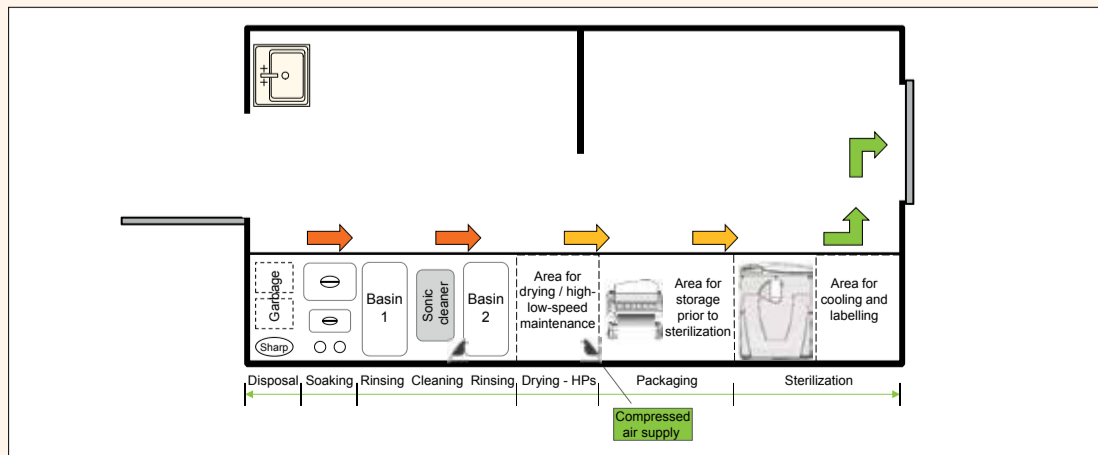 Garbage
Sharp
Basin
1
Sonic
cleaner
Basin
2
Area for
drying / high-
low-speed
maintenance
Area for
storage
prior to
sterilization
Area for
cooling and
labelling
Disposal
Soaking
Rinsing
Cleaning
Rinsing
Drying - HPs
Packaging
Sterilization
Compressed
air supply